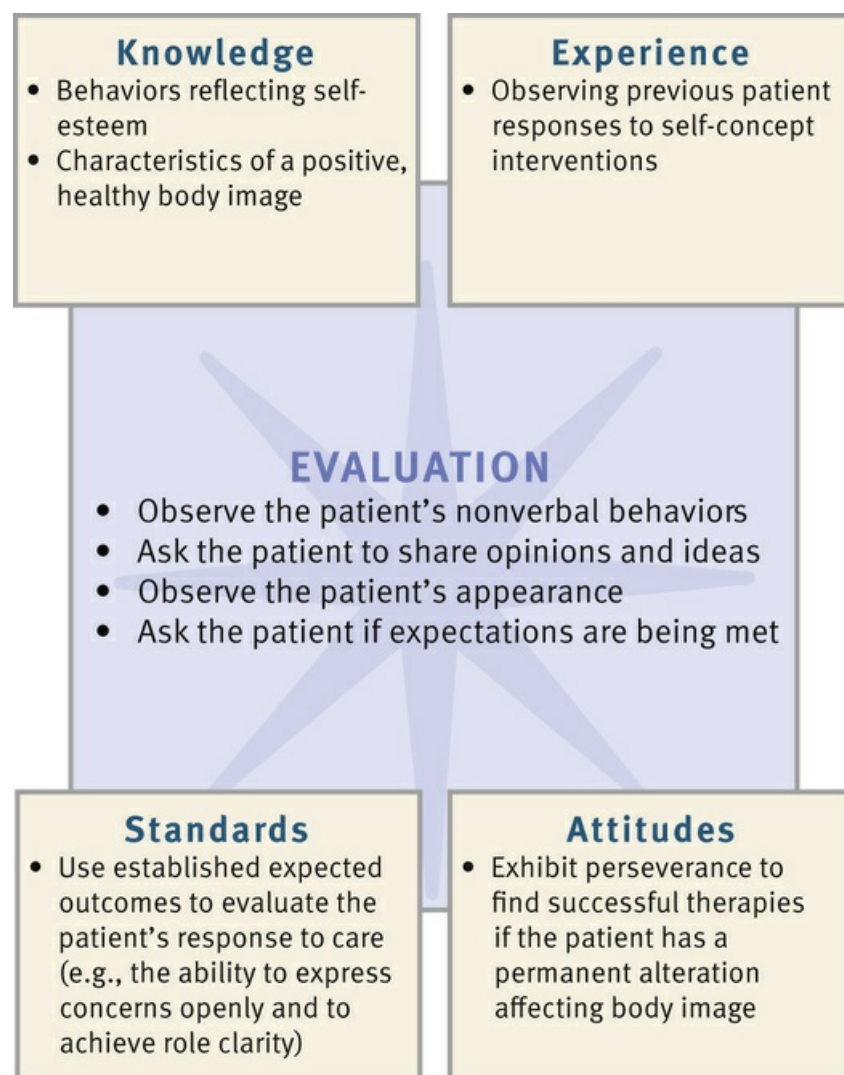 Knowledge
• Behaviors reflecting self-
esteem
• Characteristics of a positive,
healthy body image
Experience
• Observing previous patient
responses to self-concept
interventions
EVALUATION
• Observe the patient’s nonverbal behaviors
• Ask the patient to share opinions and ideas
• Observe the patient’s appearance
• Ask the patient if expectations are being met
Standards
• Use established expected
outcomes to evaluate the
patient’s response to care
(e.g., the ability to express
concerns openly and to
achieve role clarity)
Attitudes
• Exhibit perseverance to
find successful therapies
if the patient has a
permanent alteration
affecting body image